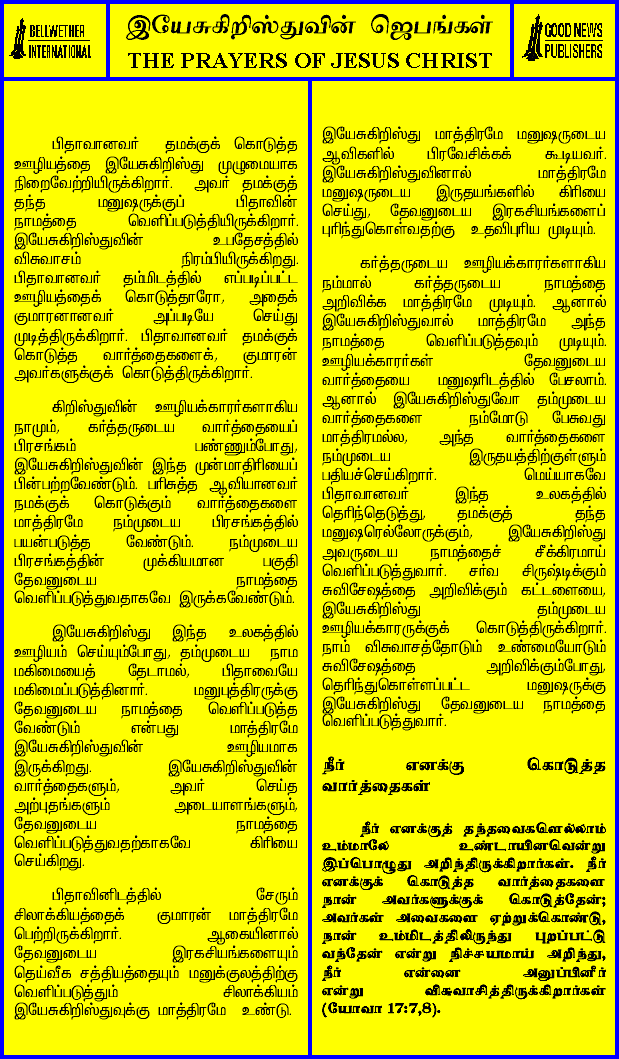 BELLWETHER
INTERNATIONAL
இயேசுகிறிஸ்துவின் ஜெபங்கள்
THE PRAYERS OF JESUS CHRIST
GOOD NEWS
PUBLISHERS
பிதாவானவர் தமக்குக் கொடுத்த
ஊழியத்தை இயேசுகிறிஸ்து முழுமையாக
நிறைவேற்றியிருக்கிறார். அவர் தமக்குத்
தந்த மனுஷருக்குப் பிதாவின்
நாமத்தை வெளிப்படுத்தியிருக்கிறார்.
இயேசுகிறிஸ்துவின் உபதேசத்தில்
விசுவாசம் நிரம்பியிருக்கிறது.
பிதாவானவர் தம்மிடத்தில் எப்படிப்பட்ட
ஊழியத்தைக் கொடுத்தாரோ, அதைக்
குமாரனானவர் அப்படியே செய்து
முடித்திருக்கிறார். பிதாவானவர் தமக்குக்
கொடுத்த வார்த்தைகளைக், குமாரன்
அவர்களுக்குக் கொடுத்திருக்கிறார்.
கிறிஸ்துவின் ஊழியக்காரர்களாகிய
நாமும், கர்த்தருடைய வார்த்தையைப்
பிரசங்கம் பண்ணும்போது,
இயேசுகிறிஸ்துவின் இந்த முன்மாதிரியைப்
பின்பற்றவேண்டும். பரிசுத்த ஆவியானவர்
நமக்குக் கொடுக்கும் வார்த்தைகளை
மாத்திரமே நம்முடைய பிரசங்கத்தில்
பயன்படுத்த வேண்டும். நம்முடைய
பிரசங்கத்தின் முக்கியமான பகுதி
தேவனுடைய நாமத்தை
வெளிப்படுத்துவதாகவே இருக்கவேண்டும்.
இயேசுகிறிஸ்து இந்த உலகத்தில்
ஊழியம் செய்யும்போது, தம்முடைய நாம
மகிமையைத் தேடாமல், பிதாவையே
மகிமைப்படுத்தினார். மனுபுத்திரருக்கு
தேவனுடைய நாமத்தை வெளிப்படுத்த
வேண்டும் என்பது மாத்திரமே
இயேசுகிறிஸ்துவின் ஊழியமாக
இருக்கிறது. இயேசுகிறிஸ்துவின்
வார்த்தைகளும், அவர் செய்த
அற்புதங்களும் அடையாளங்களும்,
தேவனுடைய நாமத்தை
வெளிப்படுத்துவதற்காகவே கிரியை
செய்கிறது.
பிதாவினிடத்தில் சேரும்
சிலாக்கியத்தைக் குமாரன் மாத்திரமே
பெற்றிருக்கிறார். ஆகையினால்
தேவனுடைய இரகசியங்களையும்
தெய்வீக சத்தியத்தையும் மனுக்குலத்திற்கு
வெளிப்படுத்தும் சிலாக்கியம்
இயேசுகிறிஸ்துவுக்கு மாத்திரமே உண்டு.
இயேசுகிறிஸ்து மாத்திரமே மனுஷருடைய
ஆவிகளில் பிரவேசிக்கக் கூடியவர்.
இயேசுகிறிஸ்துவினால் மாத்திரமே
மனுஷருடைய இருதயங்களில் கிரியை
செய்து, தேவனுடைய இரகசியங்களைப்
புரிந்துகொள்வதற்கு உதவிபுரிய முடியும்.
கர்த்தருடைய ஊழியக்காரர்களாகிய
நம்மால் கர்த்தருடைய நாமத்தை
அறிவிக்க மாத்திரமே முடியும். ஆனால்
இயேசுகிறிஸ்துவால் மாத்திரமே அந்த
நாமத்தை வெளிப்படுத்தவும் முடியும்.
ஊழியக்காரர்கள் தேவனுடைய
வார்த்தையை மனுஷரிடத்தில் பேசலாம்.
ஆனால் இயேசுகிறிஸ்துவோ தம்முடைய
வார்த்தைகளை நம்மோடு பேசுவது
மாத்திரமல்ல, அந்த வார்த்தைகளை
நம்முடைய இருதயத்திற்குள்ளும்
பதியச்செய்கிறார். மெய்யாகவே
பிதாவானவர் இந்த உலகத்தில்
தெரிந்தெடுத்து, தமக்குத் தந்த
மனுஷரெல்லோருக்கும், இயேசுகிறிஸ்து
அவருடைய நாமத்தைச் சீக்கிரமாய்
வெளிப்படுத்துவார். சர்வ சிருஷ்டிக்கும்
சுவிசேஷத்தை அறிவிக்கும் கட்டளையை,
இயேசுகிறிஸ்து தம்முடைய
ஊழியக்காரருக்குக் கொடுத்திருக்கிறார்.
நாம் விசுவாசத்தோடும் உண்மையோடும்
சுவிசேஷத்தை அறிவிக்கும்போது,
தெரிந்துகொள்ளப்பட்ட மனுஷருக்கு
இயேசுகிறிஸ்து தேவனுடைய நாமத்தை
வெளிப்படுத்துவார்.
நீர் எனக்கு கொடுத்த
வார்த்தைகள்
நீர் எனக்குத் தந்தவைகளெல்லாம்
உம்மாலே உண்டாயினவென்று
இப்பொழுது அறிந்திருக்கிறார்கள். நீர்
எனக்குக் கொடுத்த வார்த்தைகளை
நான் அவர்களுக்குக் கொடுத்தேன்;
அவர்கள் அவைகளை ஏற்றுக்கொண்டு,
நான் உம்மிடத்திலிருந்து புறப்பட்டு
வந்தேன் என்று நிச்சயமாய் அறிந்து,
நீர் என்னை அனுப்பினீர்
என்று விசுவாசித்திருக்கிறார்கள்
(யோவா 17:7,8).